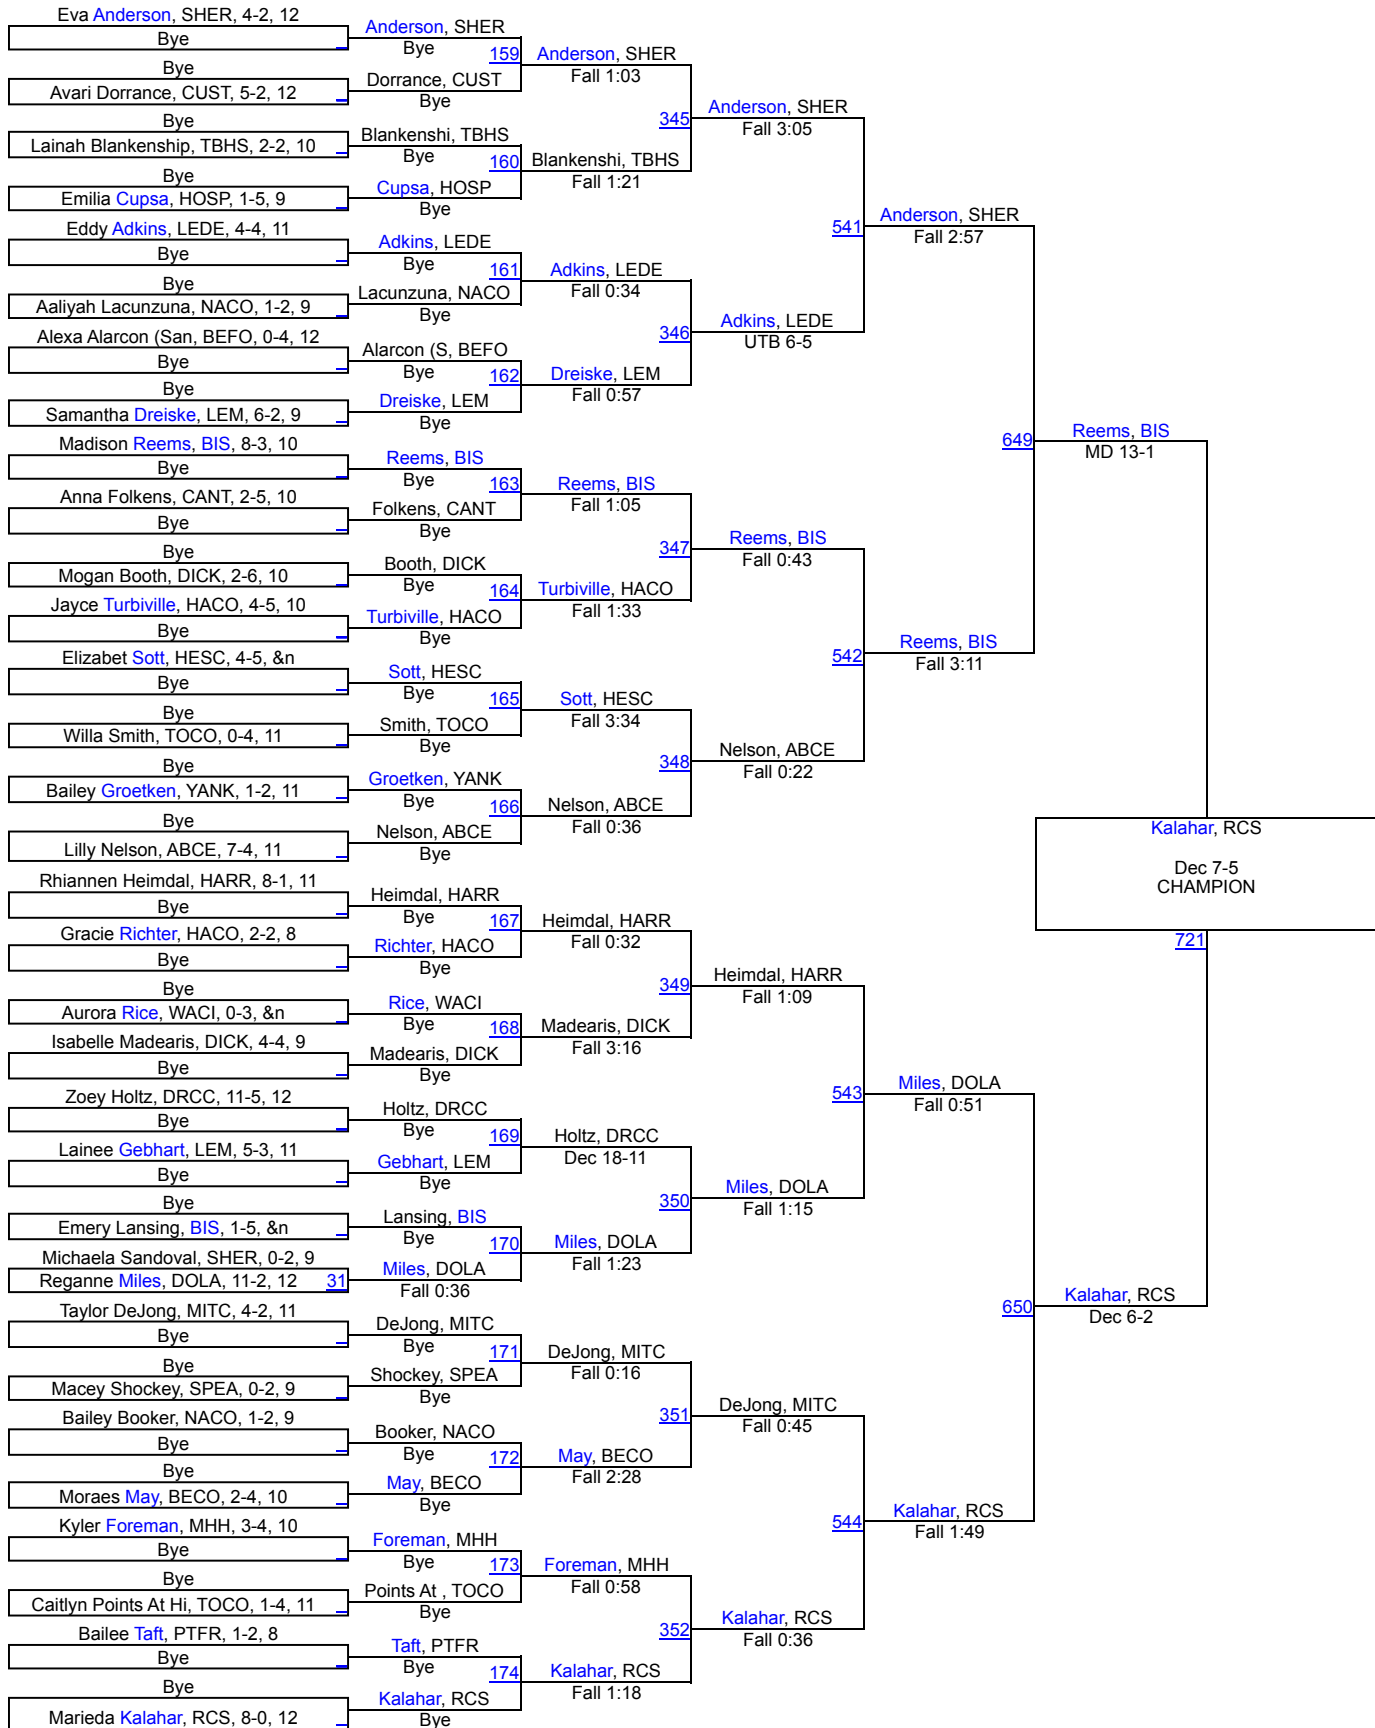 Eva Anderson, SHER, 4-2, 12
Bye
Bye
Avari Dorrance, CUST, 5-2, 12
Bye
Lainah Blankenship, TBHS, 2-2, 10
Bye
Emilia Cupsa, HOSP, 1-5, 9
Eddy Adkins, LEDE, 4-4, 11
Bye
Bye
Aaliyah Lacunzuna, NACO, 1-2, 9
Alexa Alarcon (San, BEFO, 0-4, 12
Bye
Bye
Samantha Dreiske, LEM, 6-2, 9
Madison Reems, BIS, 8-3, 10
Bye
Anna Folkens, CANT, 2-5, 10
Bye
Bye
Mogan Booth, DICK, 2-6, 10
Jayce Turbiville, HACO, 4-5, 10
Bye
Elizabet Sott, HESC, 4-5, &n
Bye
Bye
Willa Smith, TOCO, 0-4, 11
Bye
Bailey Groetken, YANK, 1-2, 11
Bye
Lilly Nelson, ABCE, 7-4, 11
Rhiannen Heimdal, HARR, 8-1, 11
Bye
Gracie Richter, HACO, 2-2, 8
Bye
Bye
Aurora Rice, WACI, 0-3, &n
Isabelle Madearis, DICK, 4-4, 9
Bye
Zoey Holtz, DRCC, 11-5, 12
Bye
Lainee Gebhart, LEM, 5-3, 11
Bye
Bye
Emery Lansing, BIS, 1-5, &n
Michaela Sandoval, SHER, 0-2, 9
Reganne Miles, DOLA, 11-2, 12 31
Taylor DeJong, MITC, 4-2, 11
Bye
Bye
Macey Shockey, SPEA, 0-2, 9
Bailey Booker, NACO, 1-2, 9
Bye
Bye
Moraes May, BECO, 2-4, 10
Kyler Foreman, MHH, 3-4, 10
Bye
Bye
Caitlyn Points At Hi, TOCO, 1-4, 11
Bailee Taft, PTFR, 1-2, 8
Bye
Bye
Marieda Kalahar, RCS, 8-0, 12
Anderson, SHER
Bye
159
Dorrance, CUST
Bye
Blankenshi, TBHS
Bye
160
Cupsa, HOSP
Bye
Adkins, LEDE
Bye
161
Lacunzuna, NACO
Bye
Alarcon (S, BEFO
Bye
162
Dreiske, LEM
Bye
Reems, BIS
Bye
163
Folkens, CANT
Bye
Booth, DICK
Bye
164
Turbiville, HACO
Bye
Sott, HESC
Bye
165
Smith, TOCO
Bye
Groetken, YANK
Bye
166
Nelson, ABCE
Bye
Heimdal, HARR
Bye
167
Richter, HACO
Bye
Rice, WACI
Bye
168
Madearis, DICK
Bye
Holtz, DRCC
Bye
169
Gebhart, LEM
Bye
Lansing, BIS
Bye
170
Miles, DOLA
Fall 0:36
DeJong, MITC
Bye
171
Shockey, SPEA
Bye
Booker, NACO
Bye
172
May, BECO
Bye
Foreman, MHH
Bye
173
Points At , TOCO
Bye
Taft, PTFR
Bye
174
Kalahar, RCS
Bye
Anderson, SHER
Fall 1:03
345
Blankenshi, TBHS
Fall 1:21
Adkins, LEDE
Fall 0:34
346
Dreiske, LEM
Fall 0:57
Reems, BIS
Fall 1:05
347
Turbiville, HACO
Fall 1:33
Sott, HESC
Fall 3:34
348
Nelson, ABCE
Fall 0:36
Heimdal, HARR
Fall 0:32
349
Madearis, DICK
Fall 3:16
Holtz, DRCC
Dec 18-11
350
Miles, DOLA
Fall 1:23
DeJong, MITC
Fall 0:16
351
May, BECO
Fall 2:28
Foreman, MHH
Fall 0:58
352
Kalahar, RCS
Fall 1:18
Anderson, SHER
Fall 3:05
541
Adkins, LEDE
UTB 6-5
Reems, BIS
Fall 0:43
542
Nelson, ABCE
Fall 0:22
Heimdal, HARR
Fall 1:09
543
Miles, DOLA
Fall 1:15
DeJong, MITC
Fall 0:45
544
Kalahar, RCS
Fall 0:36
Anderson, SHER
Fall 2:57
649
Reems, BIS
Fall 3:11
Miles, DOLA
Fall 0:51
650
Kalahar, RCS
Fall 1:49
Reems, BIS
MD 13-1
Kalahar, RCS
Dec 7-5
CHAMPION
721
Kalahar, RCS
Dec 6-2